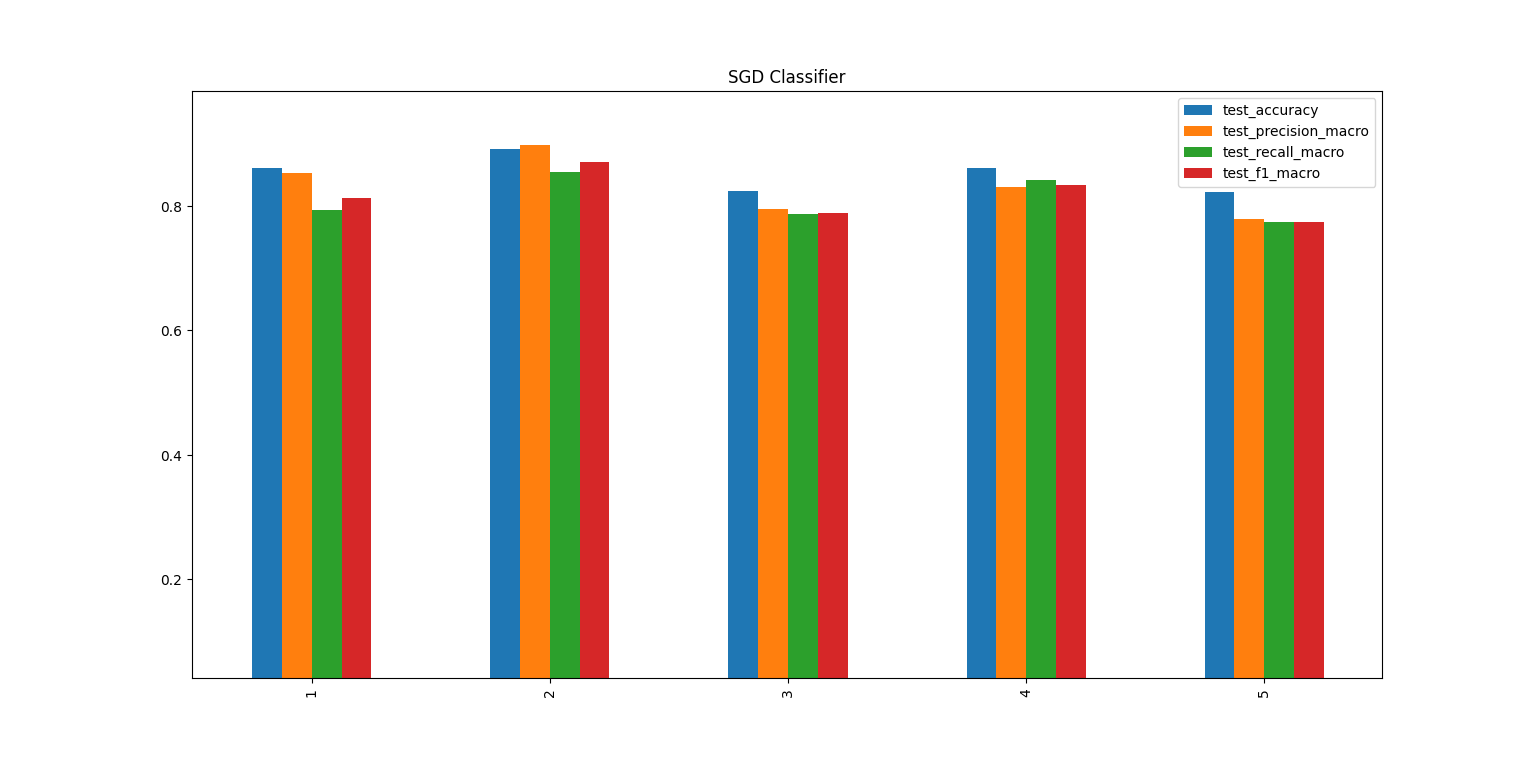 SGD Classifier
test_accuracy
test_precision_macro
test_recall_macro
test_f1_macro
0.8
0.6
0.4
0.2
1
2
3
4
5